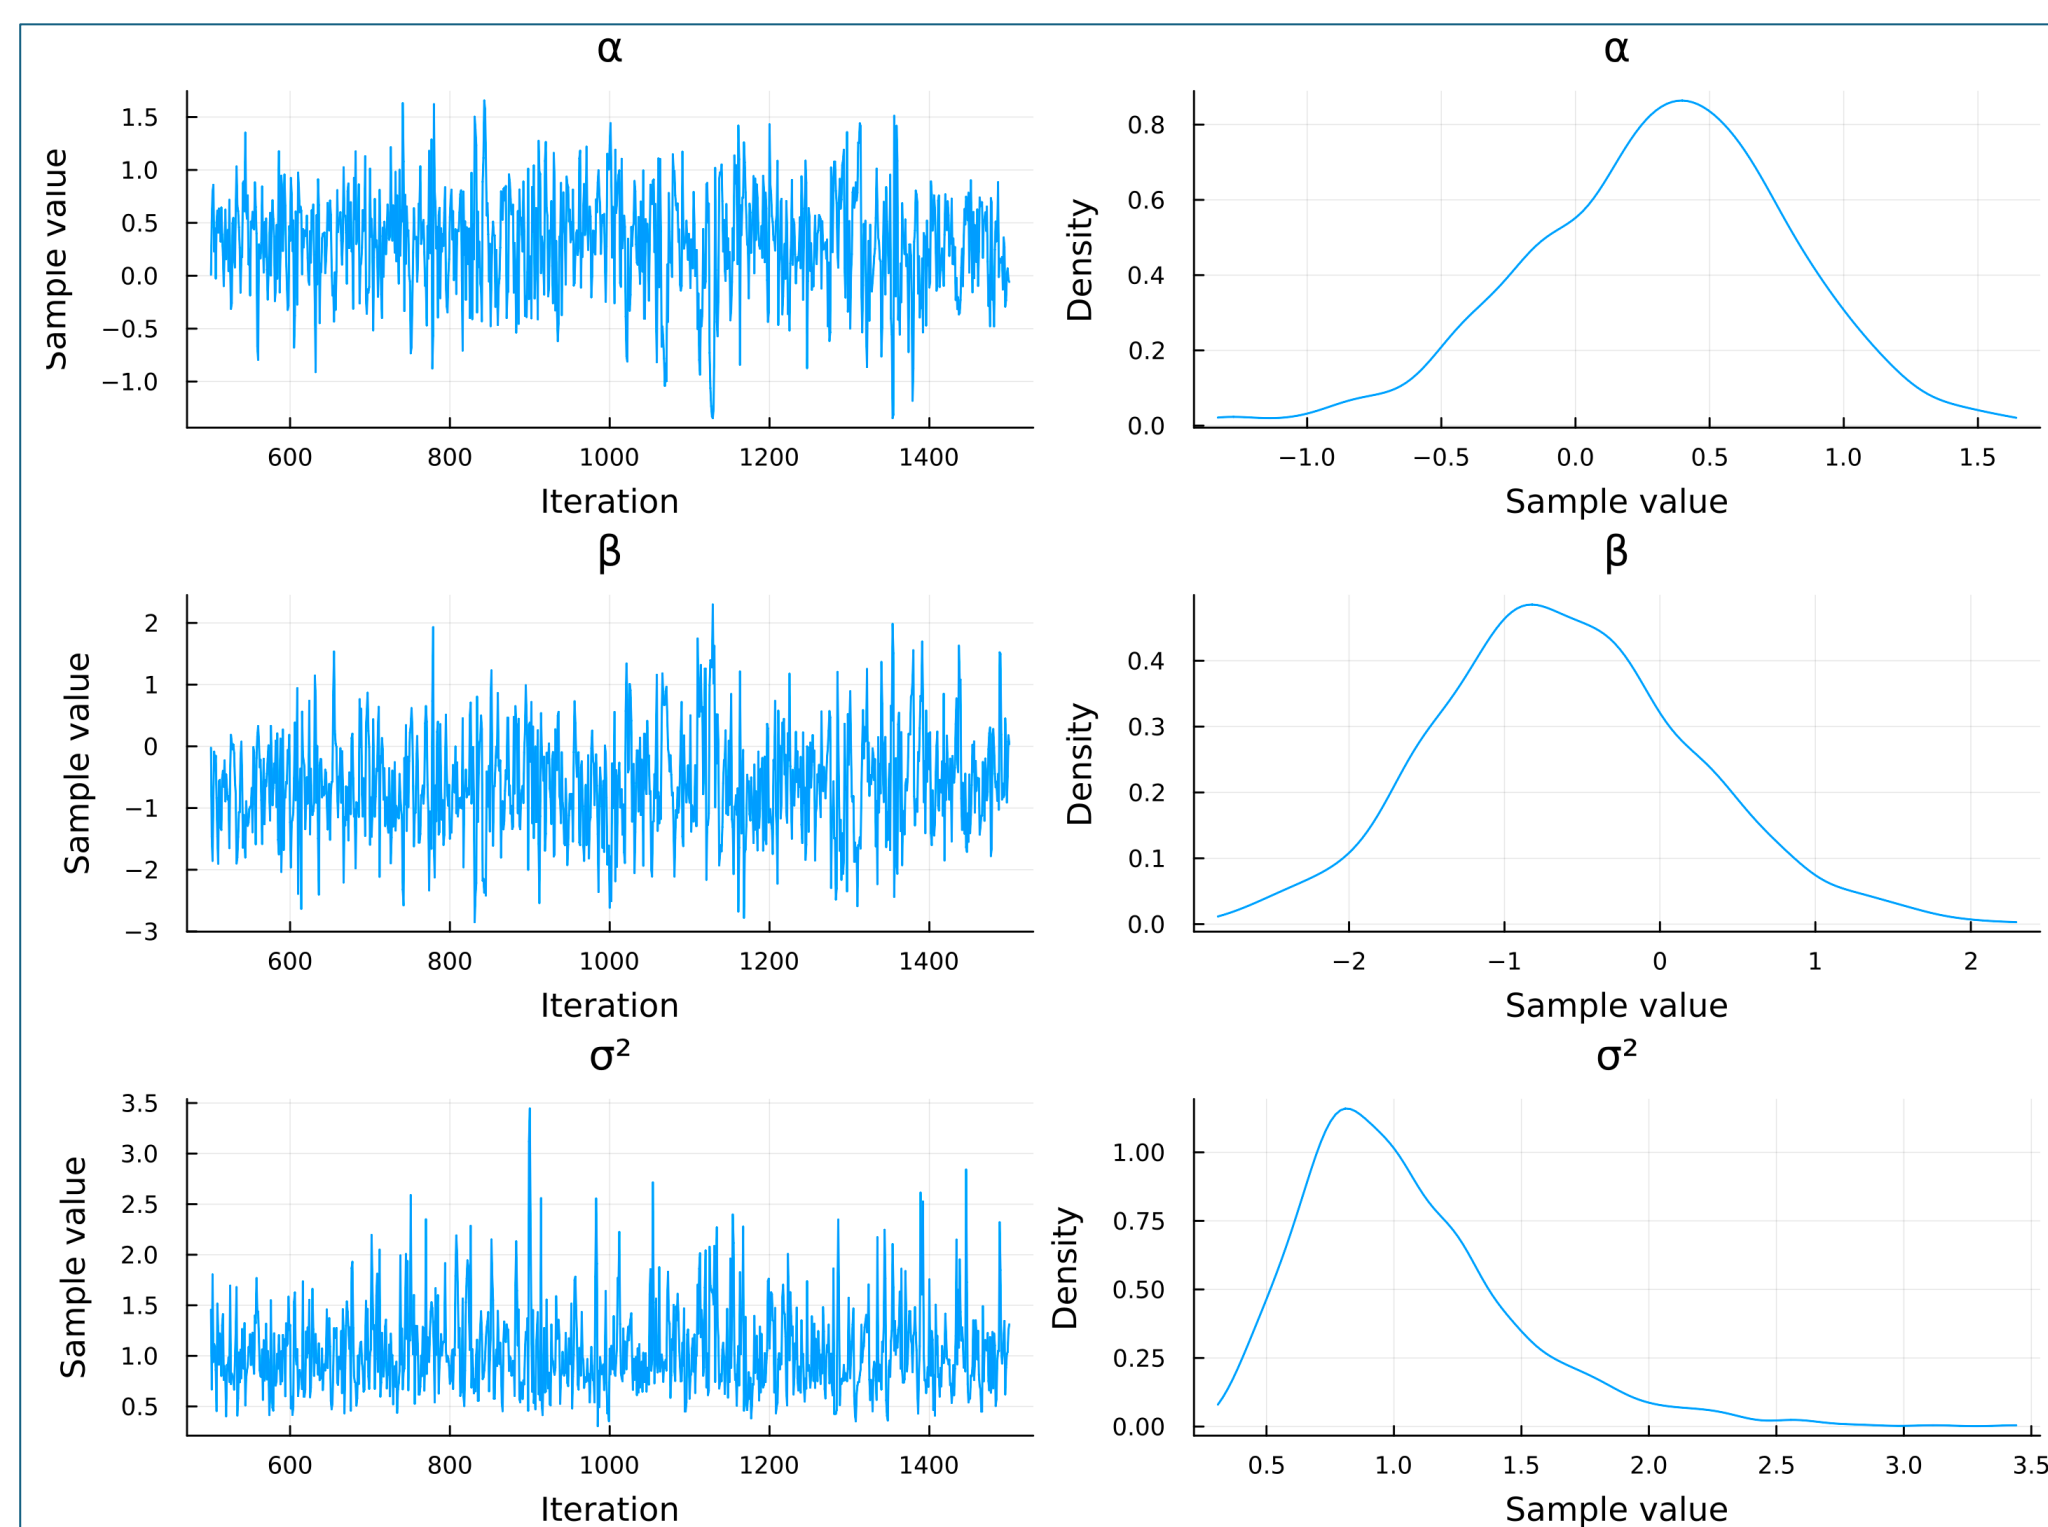 α
Sample value
1.5
1.0
0.5
0.0
−0.5
−1.0
600 800 1000 1200 1400
Iteration
α
Density
0.8
0.6
0.4
0.2
0.0
−1.0 −0.5 0.0 0.5 1.0 1.5
Sample value
β
Sample value
2
1
0
−1
−2
−3
600 800 1000 1200 1400
Iteration
β
Density
0.4
0.3
0.2
0.1
0.0
−2 −1 0 1 2
Sample value
σ²
Sample value
3.5
3.0
2.5
2.0
1.5
1.0
0.5
600 800 1000 1200 1400
Iteration
σ²
Density
1.00
0.75
0.50
0.25
0.00
0.5 1.0 1.5 2.0 2.5 3.0 3.5
Sample value